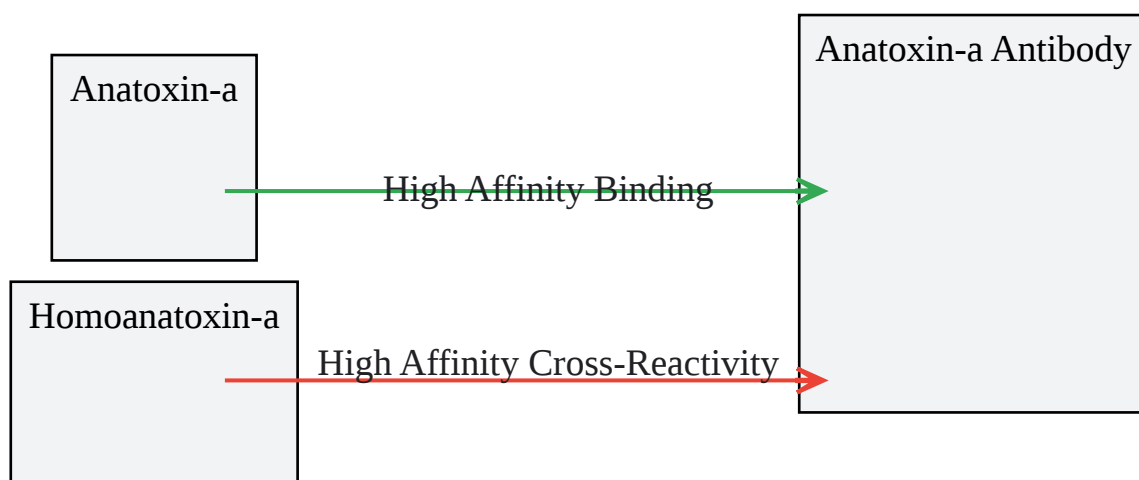 Anatoxin-a Antibody
Anatoxin-a
High Affinity Binding
Homoanatoxin-a
High Affinity Cross-Reactivity